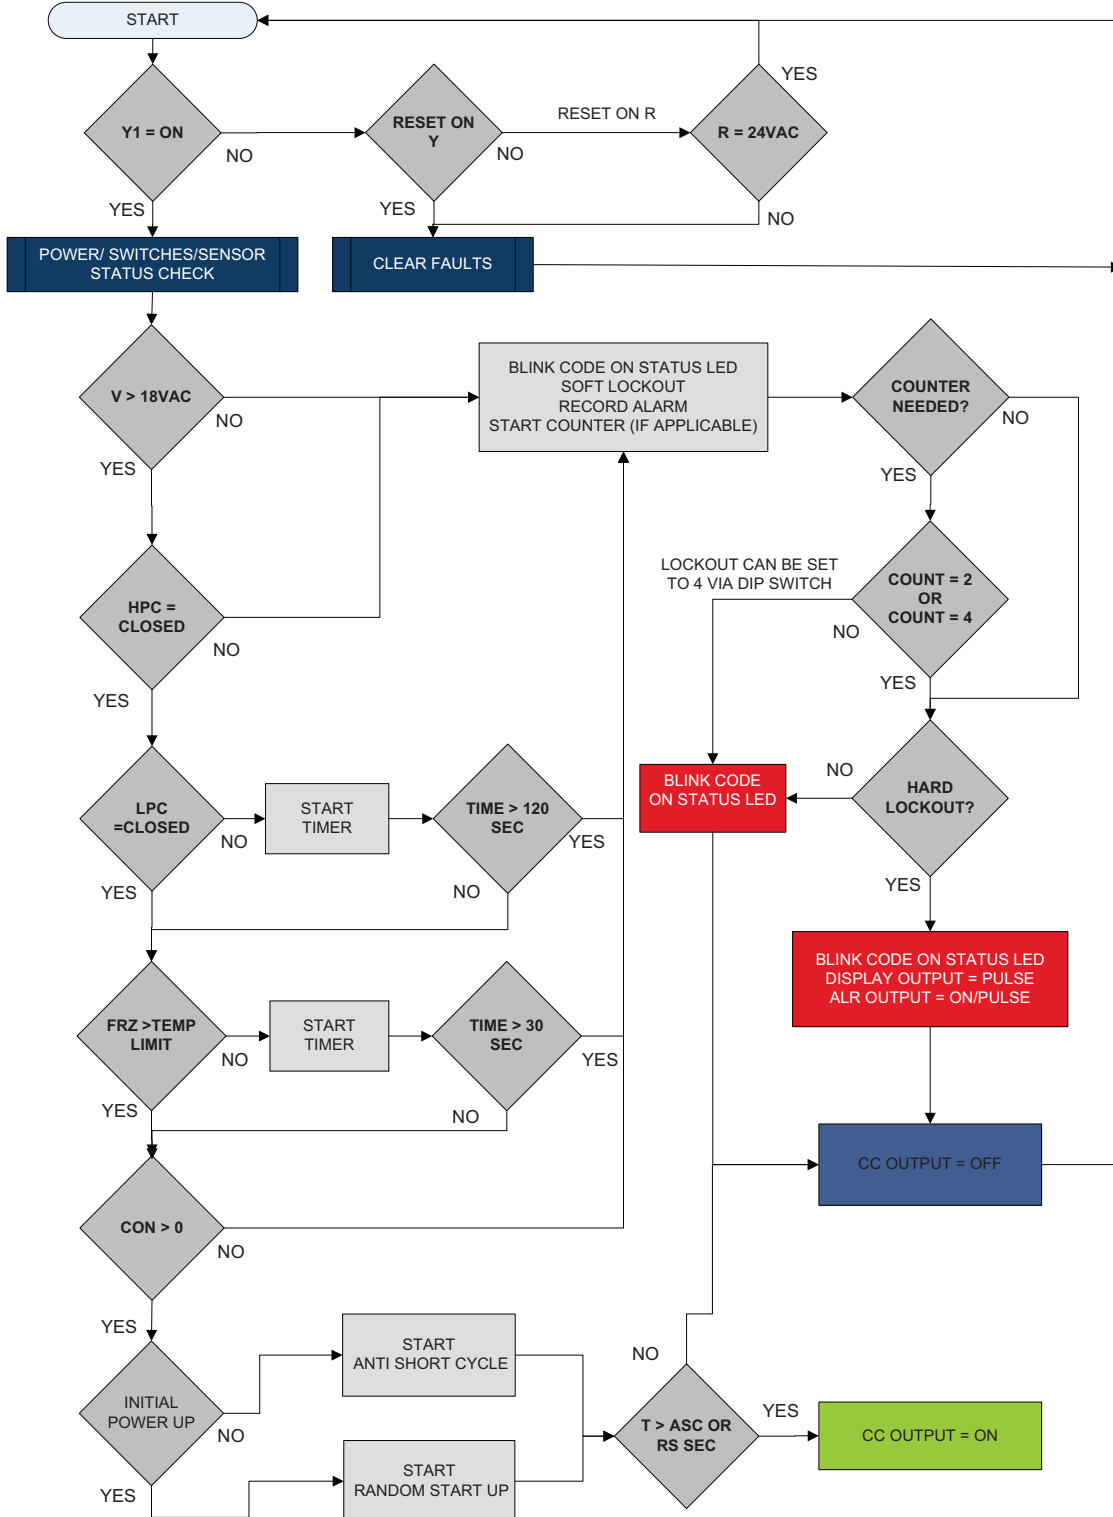 START
YES
Y1 = ON
NO
YES
RESET ON
Y
NO
YES
RESET ON R
R = 24VAC
NO
POWER/ SWITCHES/SENSOR
STATUS CHECK
CLEAR FAULTS
V > 18VAC
NO
YES
BLINK CODE ON STATUS LED
SOFT LOCKOUT
RECORD ALARM
START COUNTER (IF APPLICABLE)
COUNTER
NEEDED?
NO
YES
LOCKOUT CAN BE SET
TO 4 VIA DIP SWITCH
COUNT = 2
OR
COUNT = 4
NO
YES
HPC =
CLOSED
NO
YES
LPC
=CLOSED
NO
YES
START
TIMER
TIME > 120
SEC
YES
NO
BLINK CODE
ON STATUS LED
NO
HARD
LOCKOUT?
YES
BLINK CODE ON STATUS LED
DISPLAY OUTPUT = PULSE
ALR OUTPUT = ON/PULSE
FRZ >TEMP
LIMIT
NO
YES
START
TIMER
TIME > 30
SEC
YES
NO
CC OUTPUT = OFF
CON > 0
NO
YES
INITIAL
POWER UP
NO
YES
START
ANTI SHORT CYCLE
START
RANDOM START UP
NO
T > ASC OR
RS SEC
YES
CC OUTPUT = ON